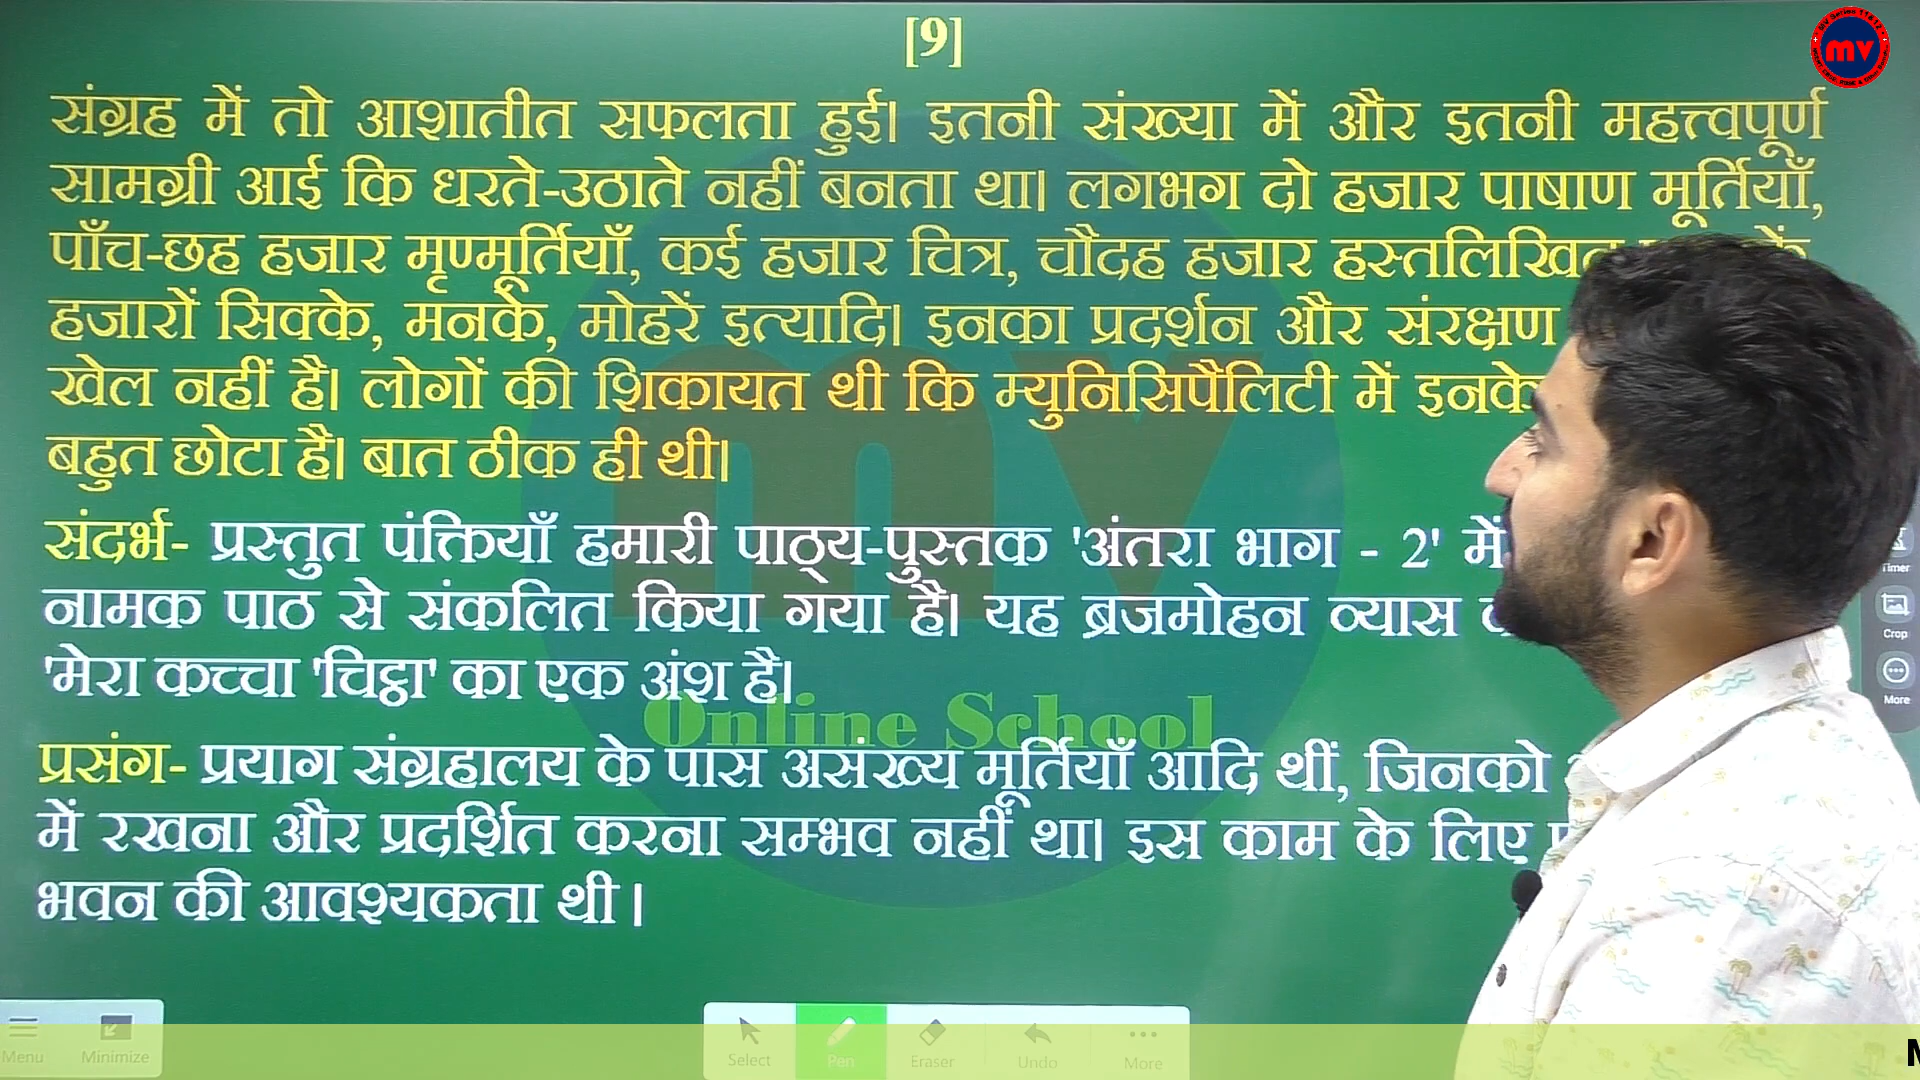 [9]
mv
संग्रह में तो आशातीत सफलता हुई। इतनी संख्या में और इतनी महत्त्वपूर्ण
सामग्री आई कि धरते-उठाते नहीं बनता था। लगभग दो हजार पाषाण मूर्तियाँ,
पाँच-छह हजार मृण्मूर्तियाँ, कई हजार चित्र, चौदह हजार
हजारों सिक्के, मनके, मोहरें इत्यादि। इनका प्रदर्शन और संरक्षण
खेल नहीं है। लोगों की शिकायत थी कि म्युनिसिपैलिटी में इनके
बहुत छोटा है। बात ठीक ही थी।
संदर्भ- प्रस्तुत पंक्तियाँ हमारी पाठ्य-पुस्तक 'अंतरा भाग - 2' में
नामक पाठ से संकलित किया गया है। यह ब्रजमोहन व्यास
'मेरा कच्चा 'चिट्ठा' का एक अंश है।
mv
Online School
प्रसंग- प्रयाग संग्रहालय के पास असंख्य मूर्तियाँ आदि थीं, जिनको
में रखना और प्रदर्शित करना सम्भव नहीं था। इस काम के लिए
भवन की आवश्यकता थी।
Timer
Crop
More
Menu Minimize
Select Pen Eraser Undo More